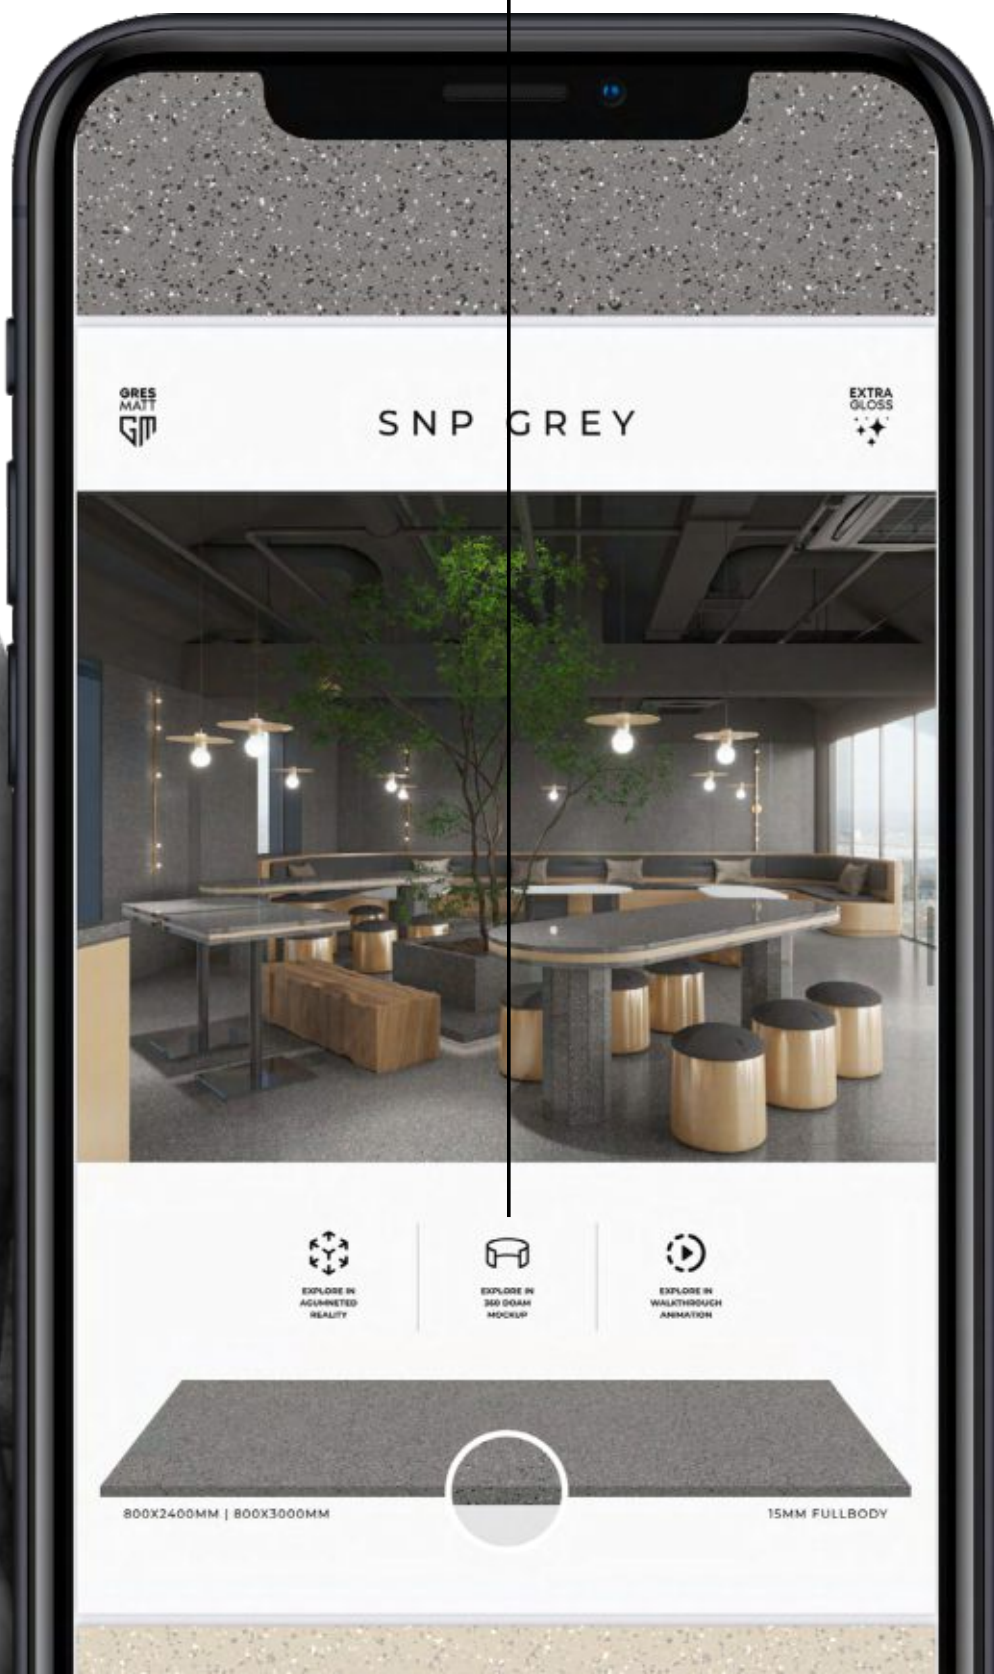 GRES
MATT
GM
SNP GREY
EXTRA
GLOSS
EXPLORE IN
AGUMNETED
REALITY
EXPLORE IN
360 DOAM
MOCKUP
EXPLORE IN
WALKTHROUGH
ANIMATION
800X2400MM | 800X3000MM
15MM FULLBODY